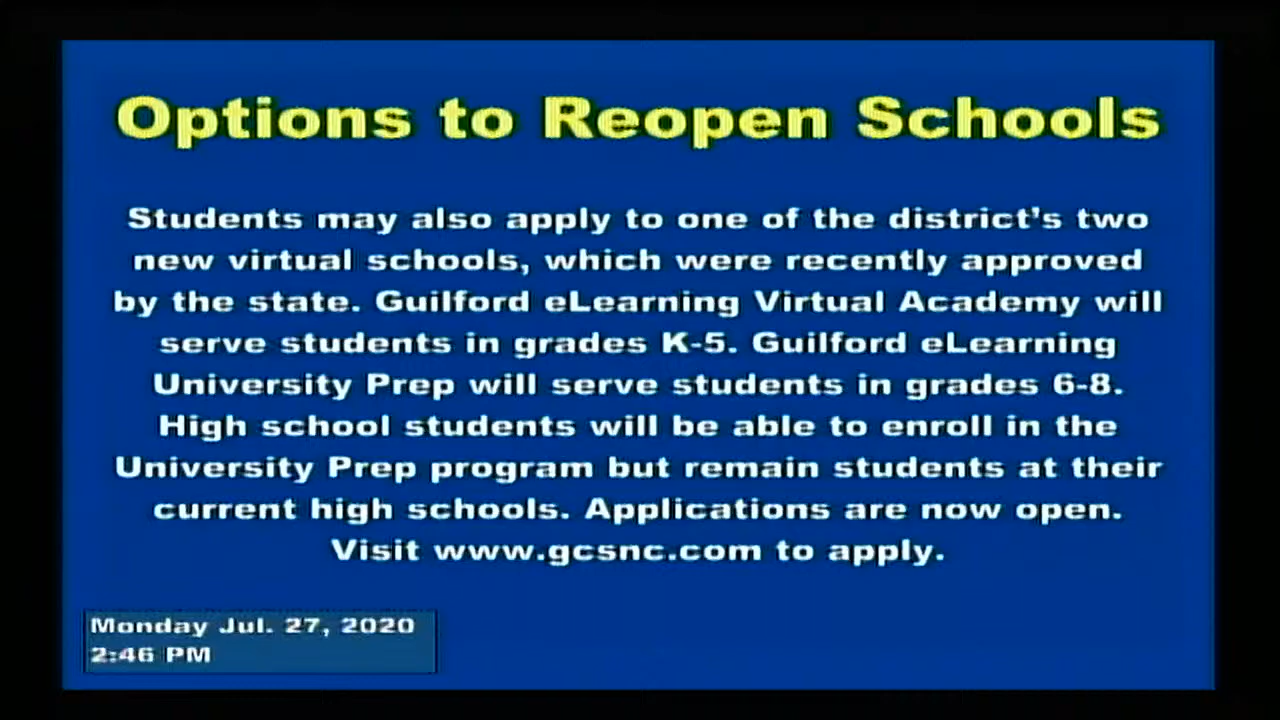 Options to Reopen Schools
Students may also apply to one of the district's two
new virtual schools, which were recently approved
by the state. Guilford eLearning Virtual Academy will
serve students in grades K-5. Guilford eLearning
University Prep will serve students in grades 6-8.
High school students will be able to enroll in the
University Prep program but remain students at their
current high schools. Applications are now open.
Visit www.gcsnc.com to apply.
Monday Jul. 27, 2020
2:46 PM